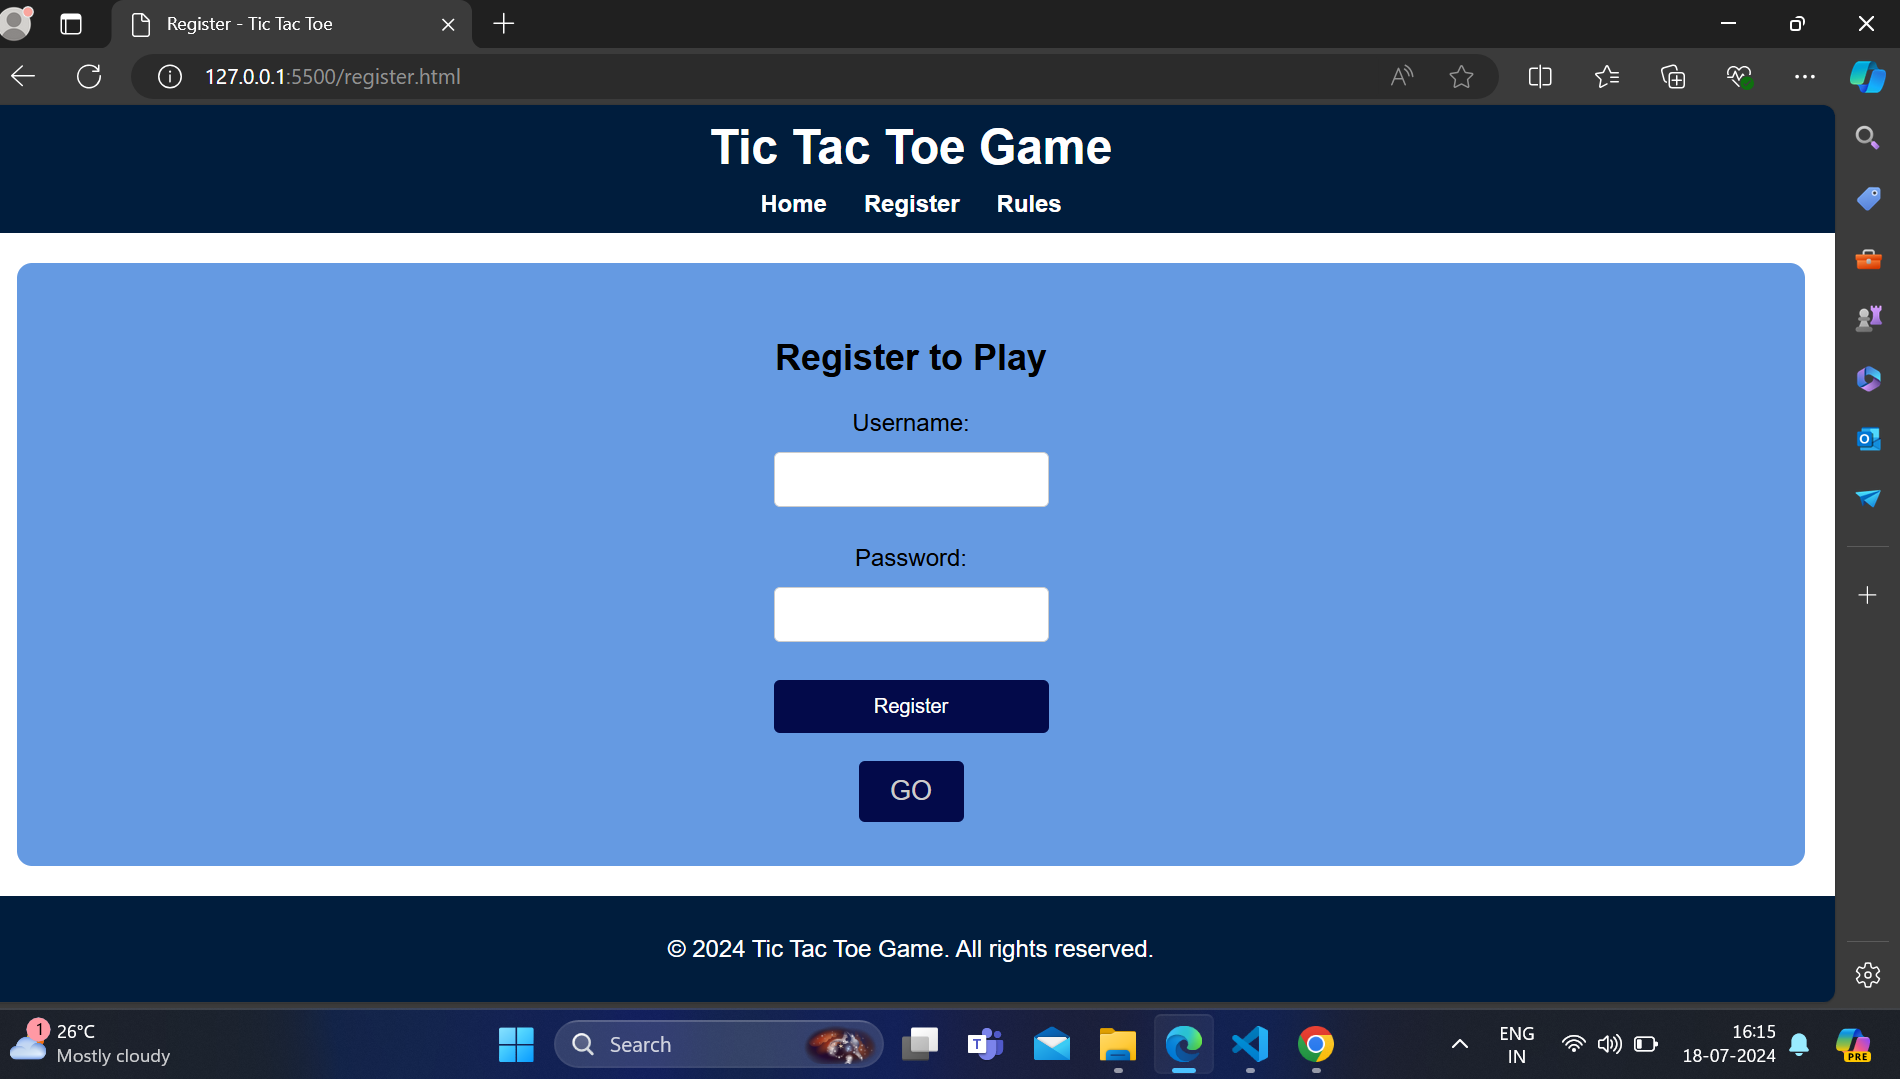 Register - Tic Tac Toe
127.0.0.1:5500/register.html
Tic Tac Toe Game
Home Register Rules
Register to Play
Username:
Password:
Register
GO
© 2024 Tic Tac Toe Game. All rights reserved.
1
26°C
Mostly cloudy
Search
ENG
IN
16:15
18-07-2024
PRE